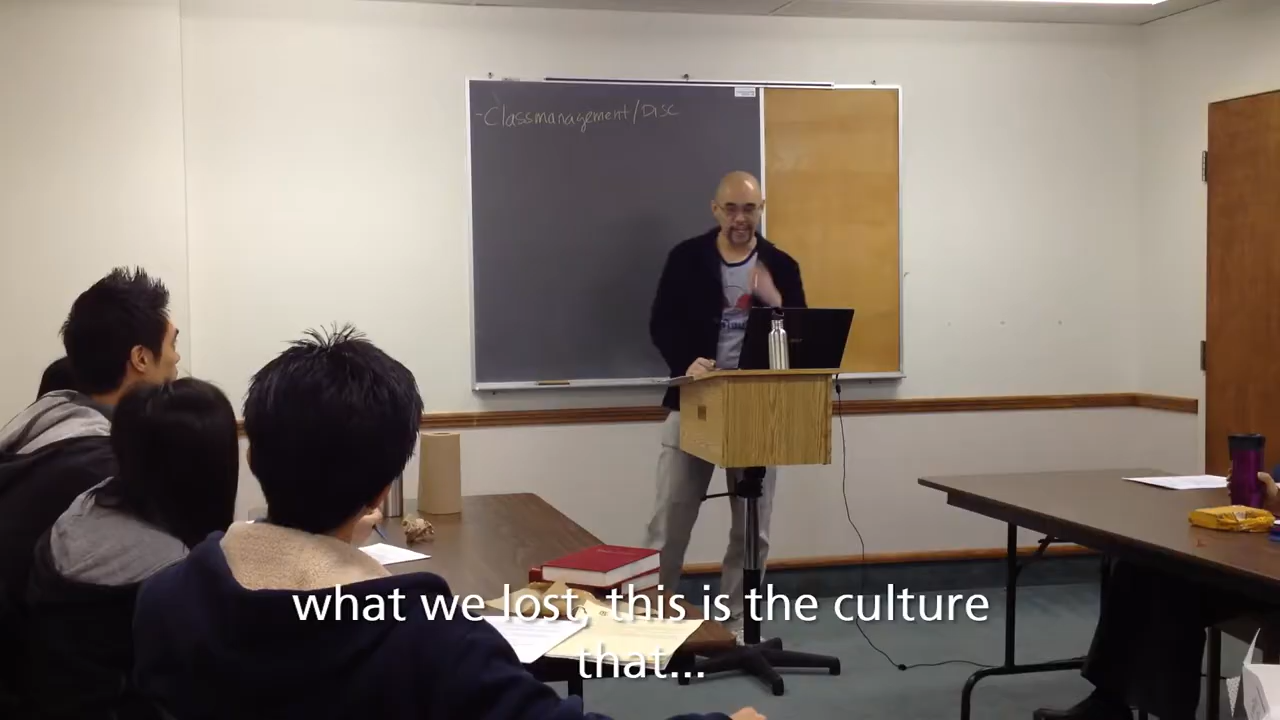 -Classmanagement/Disc
what we lost, this is the culture
that...